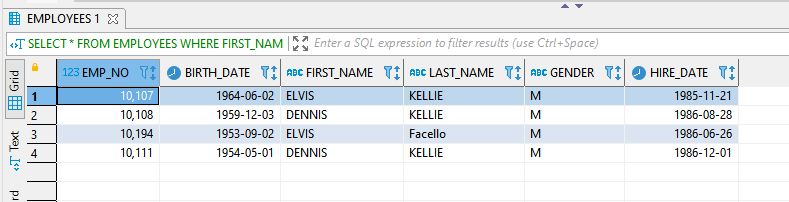 EMPLOYEES 1
SELECT * FROM EMPLOYEES WHERE FIRST_NAM Enter a SQL expression to filter results (use Ctrl+Space)
Grid
Text
123 EMP_NO BIRTH_DATE ABC FIRST_NAME ABC LAST_NAME ABC GENDER HIRE_DATE
1 10,107 1964-06-02 ELVIS KELLIE M 1985-11-21
2 10,108 1959-12-03 DENNIS KELLIE M 1986-08-28
3 10,194 1953-09-02 ELVIS Facello M 1986-06-26
4 10,111 1954-05-01 DENNIS KELLIE M 1986-12-01
rd